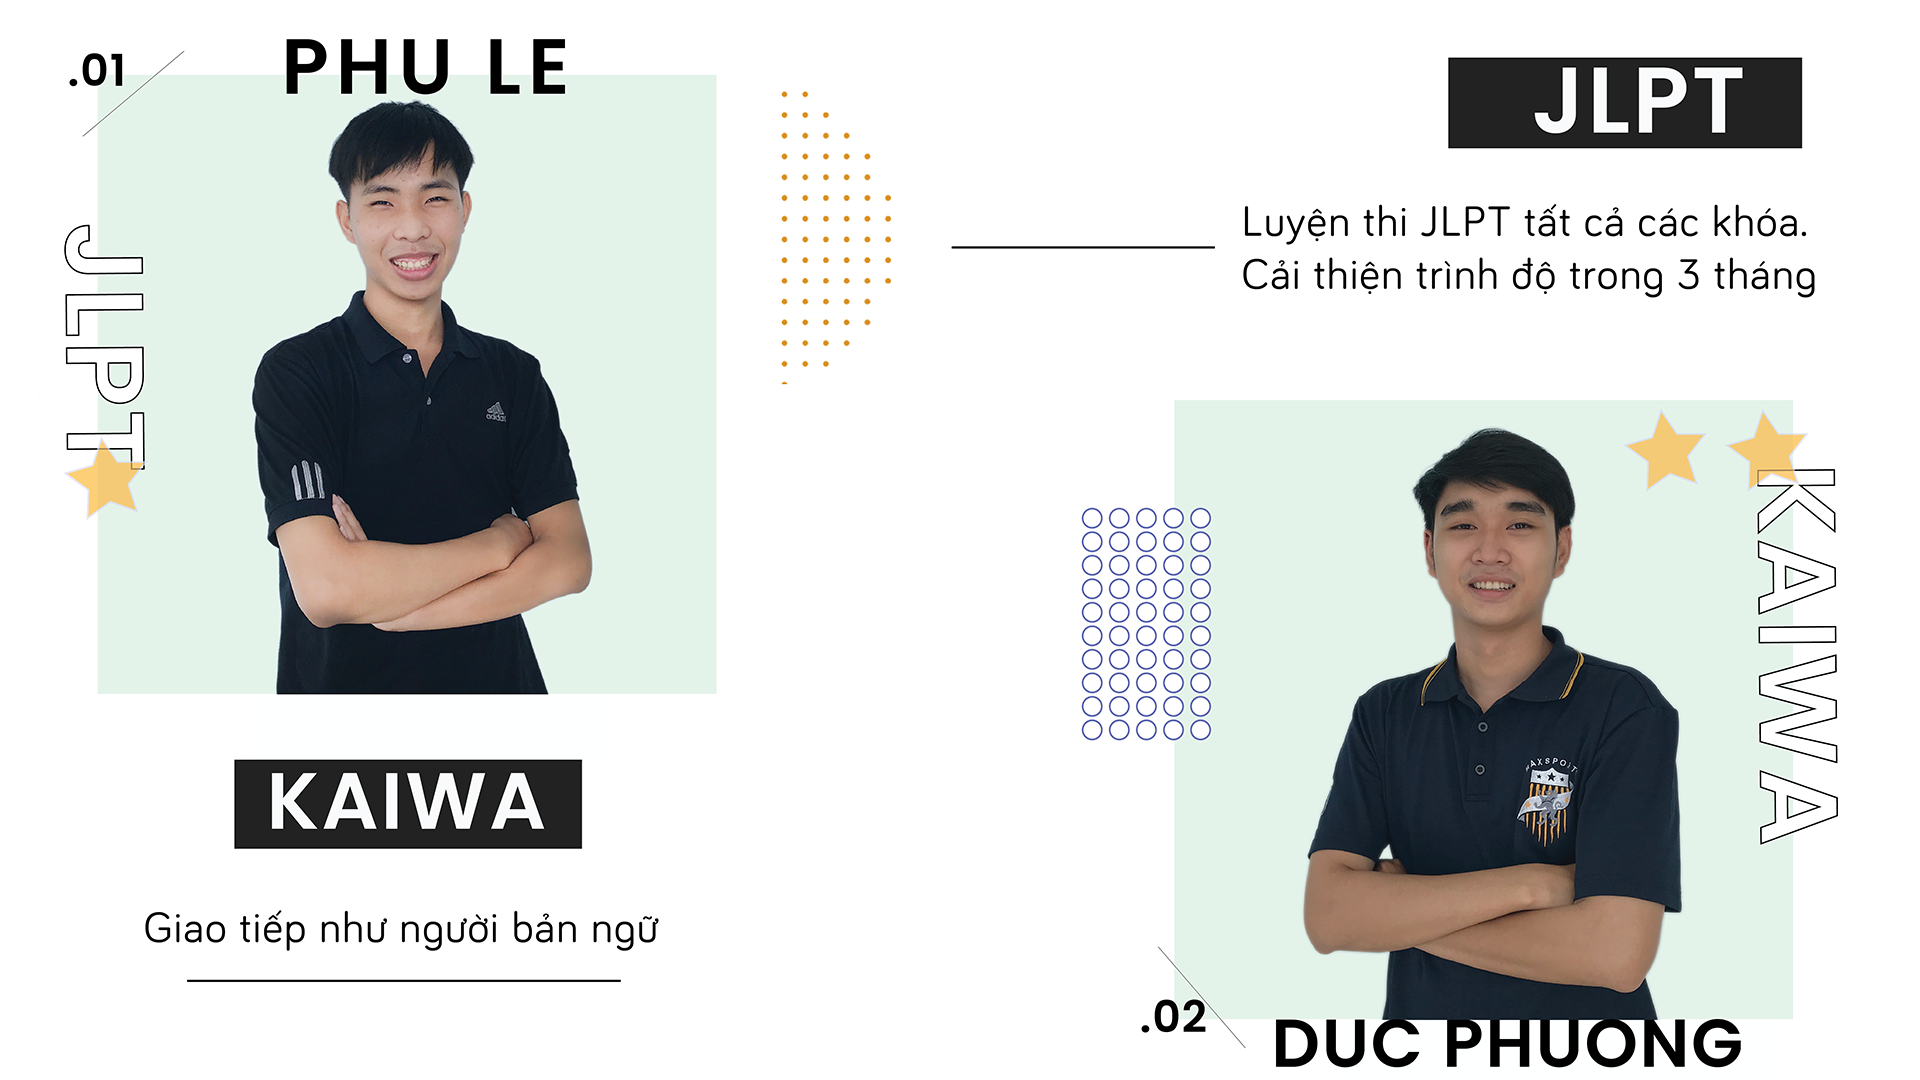 .01
PHU LE
JLPT
JLPT
Luyện thi JLPT tất cả các khóa.
Cải thiện trình độ trong 3 tháng
adidas
KAIWA
KAIWA
Giao tiếp như người bản ngữ
.02
DUC PHUONG